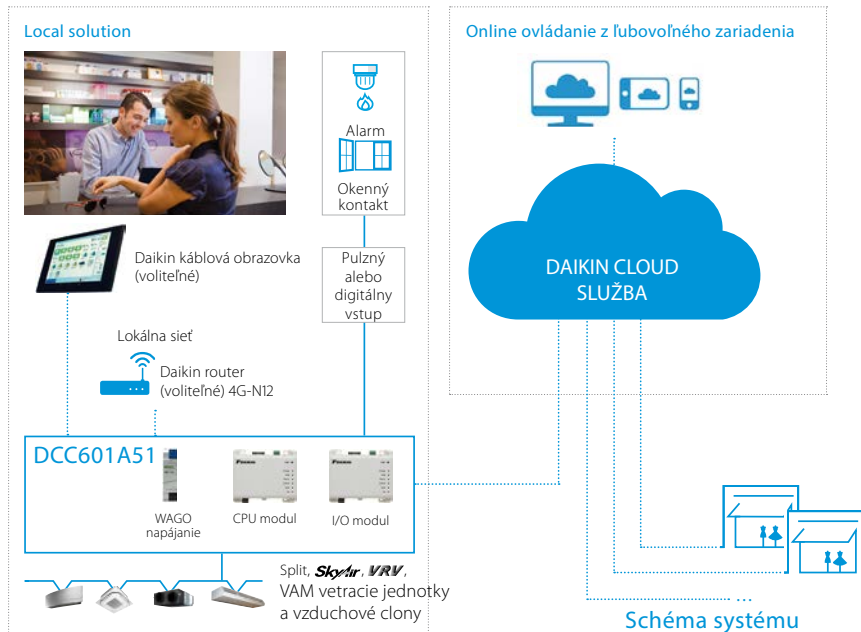 Local solution
Alarm
Okenný
kontakt
Daikin káblová obrazovka
(voliteľné)
Pulzný
alebo
digitálny
vstup
Lokálna sieť
Daikin router
(voliteľné) 4G-N12
DCC601A51
WAGO
napájanie
CPU modul
I/O modul
Split, SkyAir, VRV,
VAM vetracie jednotky
a vzduchové clony
Online ovládanie z ľubovoľného zariadenia
DAIKIN CLOUD
SLUŽBA
...
Schéma systému